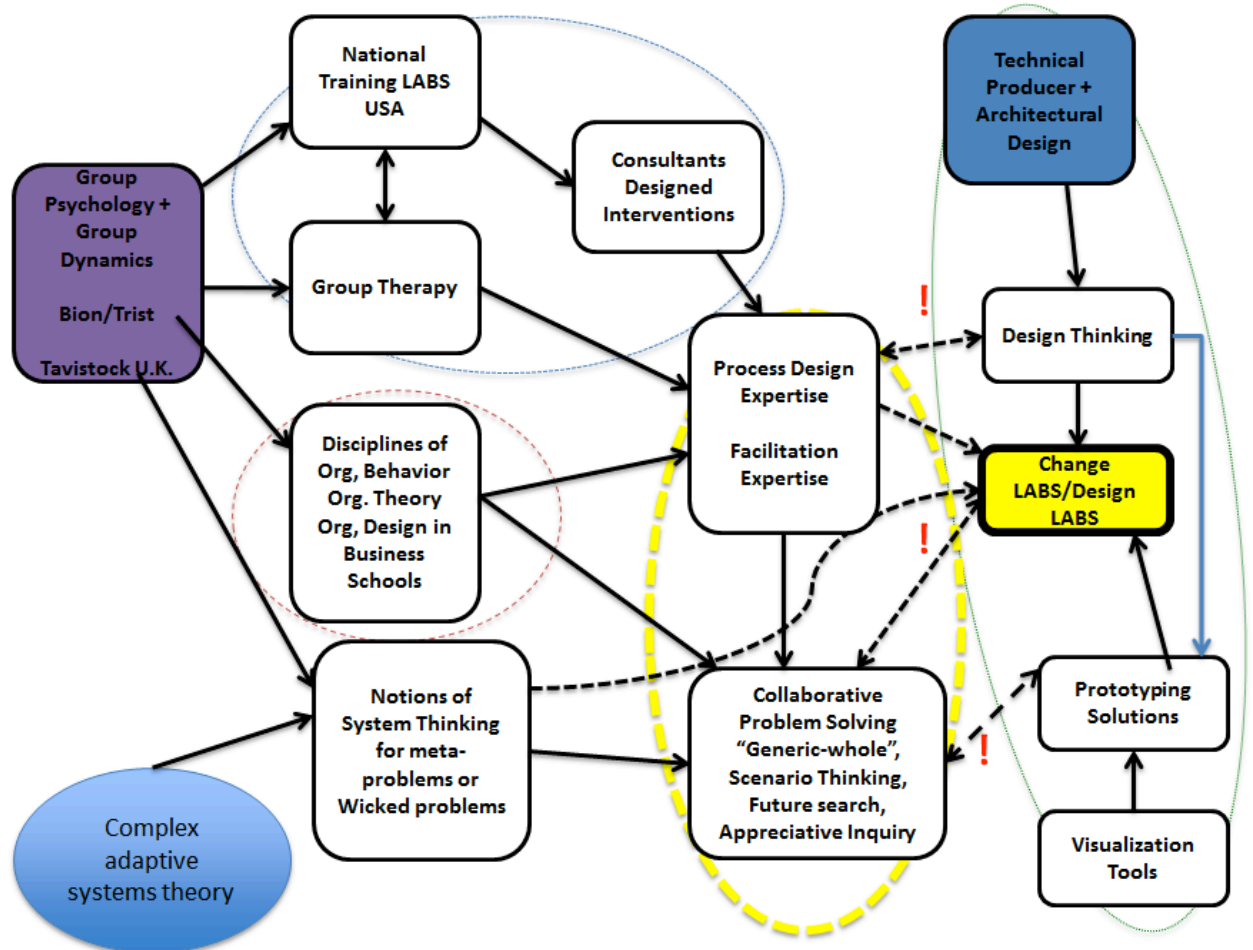 National
Training LABS
USA
Technical
Producer +
Architectural
Design
Consultants
Designed
Interventions
Group
Psychology +
Group
Dynamics
Bion/Trist
Tavistock U.K.
Group Therapy
!
Design Thinking
Process Design
Expertise
Facilitation
Expertise
Disciplines of
Org, Behavior
Org. Theory
Org, Design in
Business
Schools
Change
LABS/Design
LABS
!
Notions of
System Thinking
for meta-
problems or
Wicked problems
Collaborative
Problem Solving
“Generic-whole”,
Scenario Thinking,
Future search,
Appreciative Inquiry
!
Prototyping
Solutions
Complex
adaptive
systems theory
Visualization
Tools